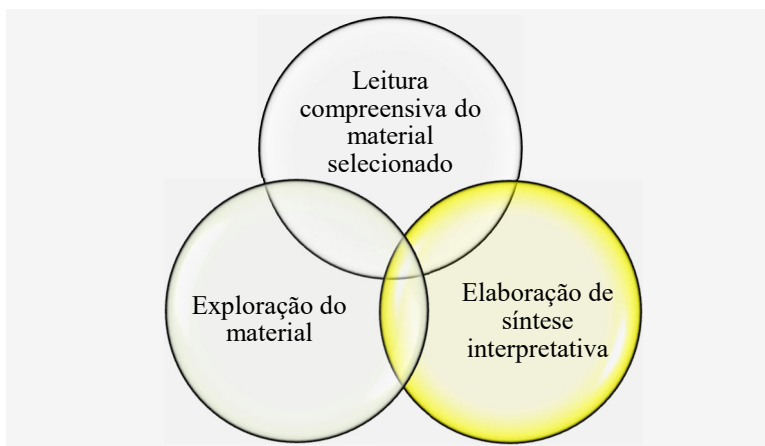 Leitura
compreensiva do
material
selecionado
Exploração do
material
Elaboração de
síntese
interpretativa